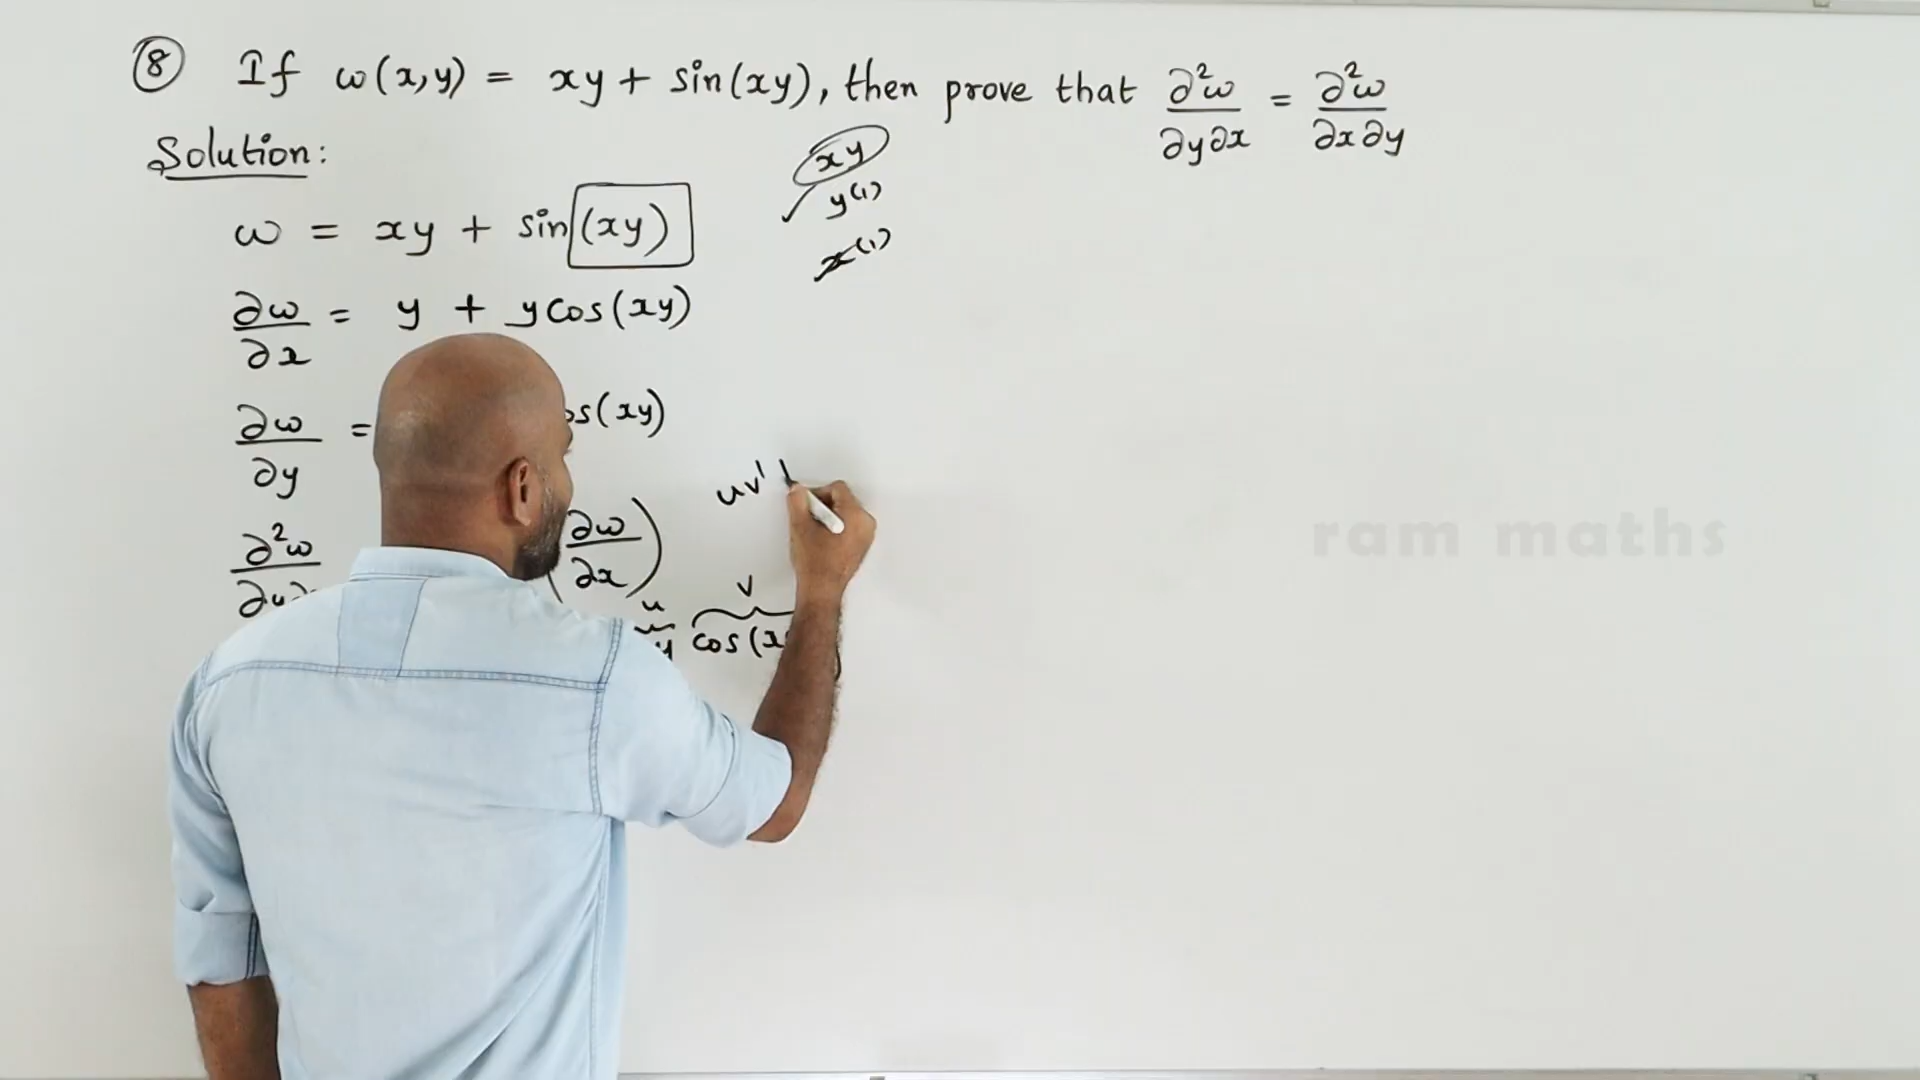 ⑧ If ω(x,y) = xy + sin(xy), then prove that ∂²ω/∂y∂x = ∂²ω/∂x∂y
Solution:
xy
y(1)
x(1)
ω = xy + sin(xy)
∂ω/∂x = y + y cos(xy)
∂ω/∂y = os(xy)
uv'
∂²ω (∂ω/∂x)
u v
y cos(x
ram maths